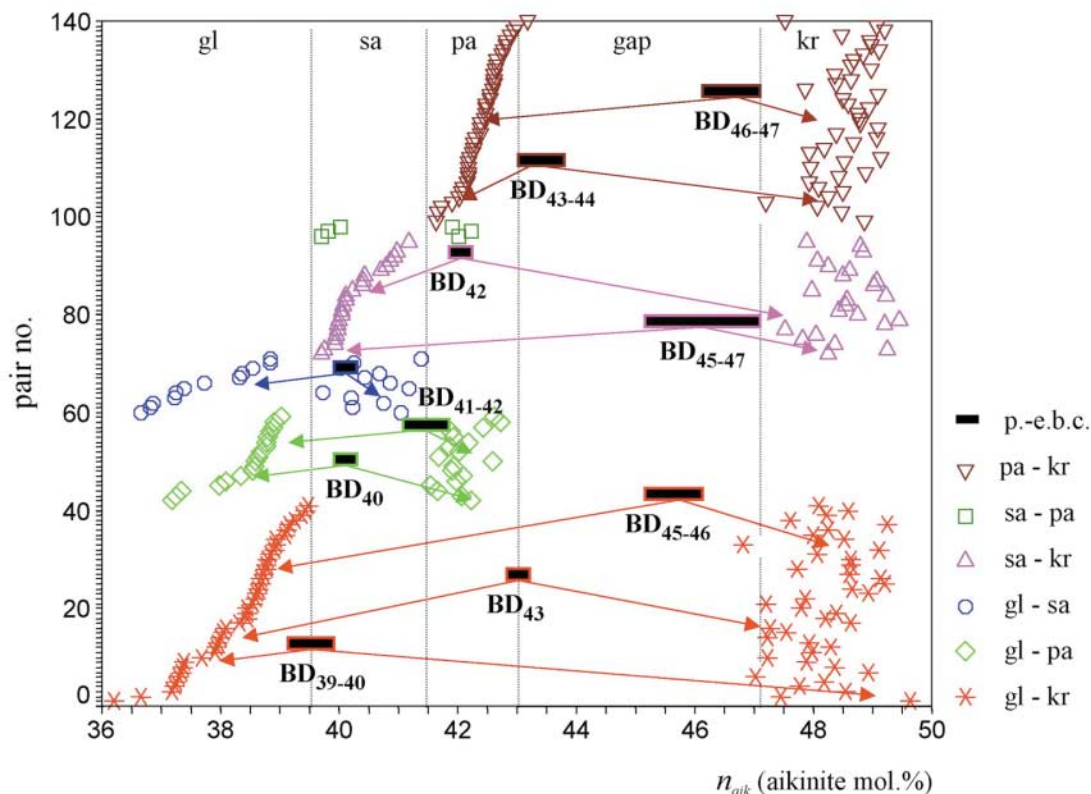 140
120
100
80
60
40
20
0
pair no.
gl sa pa gap kr
BD46-47
BD43-44
BD42
BD45-47
BD41-42
BD40
BD45-46
BD43
BD39-40
36 38 40 42 44 46 48 50
naik (aikinite mol.%)
p.-e.b.c.
pa - kr
sa - pa
sa - kr
gl - sa
gl - pa
gl - kr